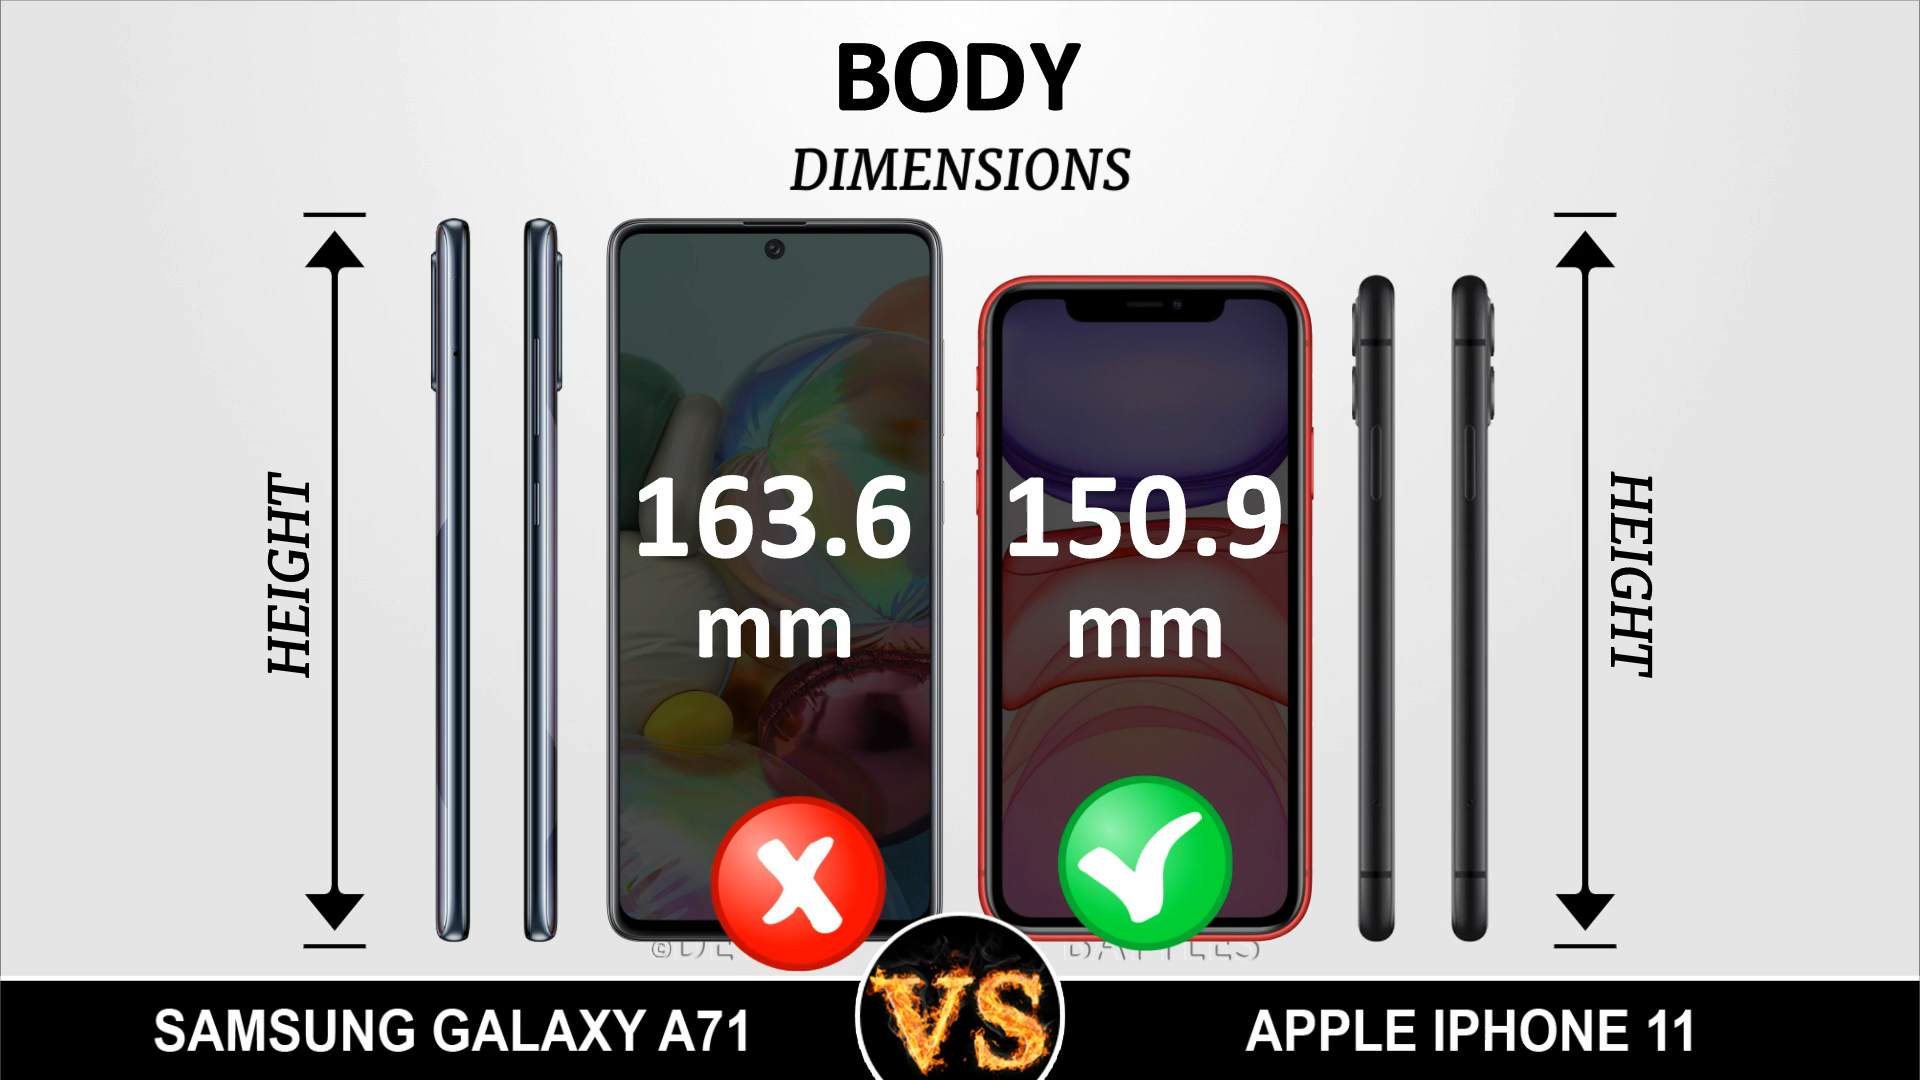 BODY
DIMENSIONS
HEIGHT
163.6
mm
150.9
mm
HEIGHT
SAMSUNG GALAXY A71
VS
APPLE IPHONE 11